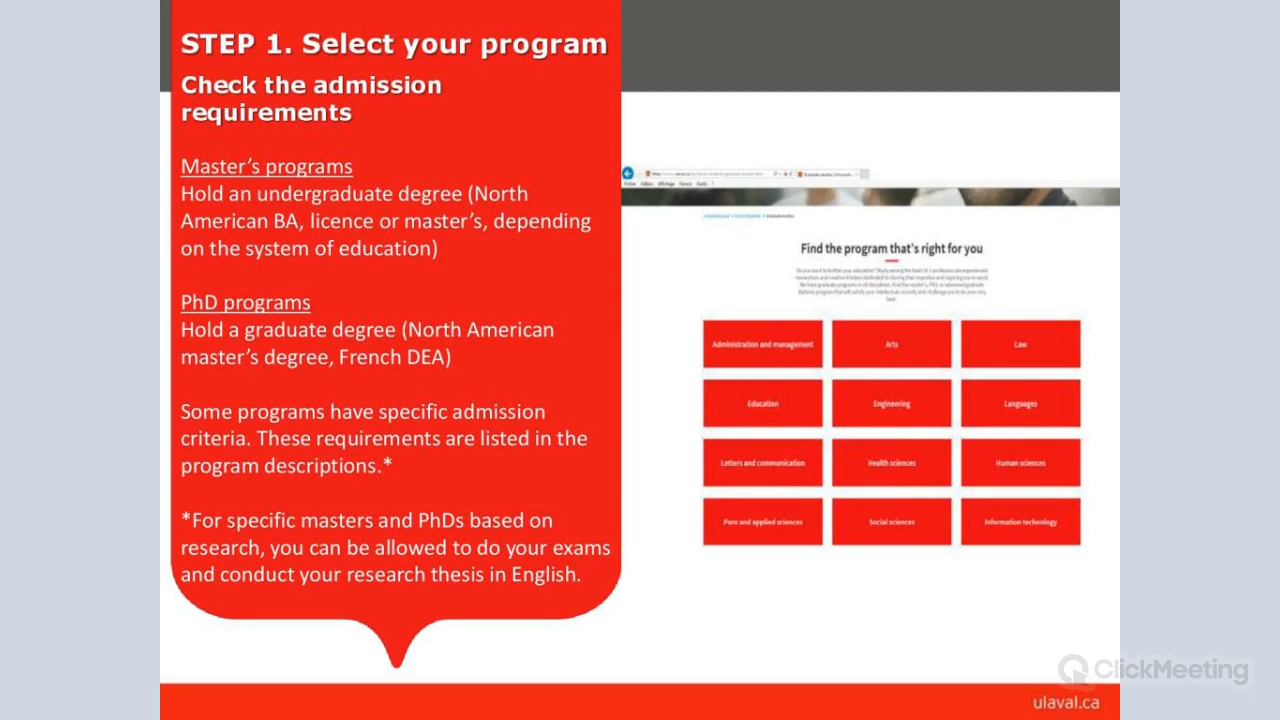 STEP 1. Select your program
Check the admission
requirements
Master's programs
Hold an undergraduate degree (North
American BA, licence or master's, depending
on the system of education)
PhD programs
Hold a graduate degree (North American
master's degree, French DEA)
Some programs have specific admission
criteria. These requirements are listed in the
program descriptions.*
*For specific masters and PhDs based on
research, you can be allowed to do your exams
and conduct your research thesis in English.
Find the program that's right for you
Administration and management
Arts
Law
Education
Engineering
Languages
Letters and communication
Health sciences
Human sciences
Pure and applied sciences
Social sciences
Information technology
ClickMeeting
ulaval.ca